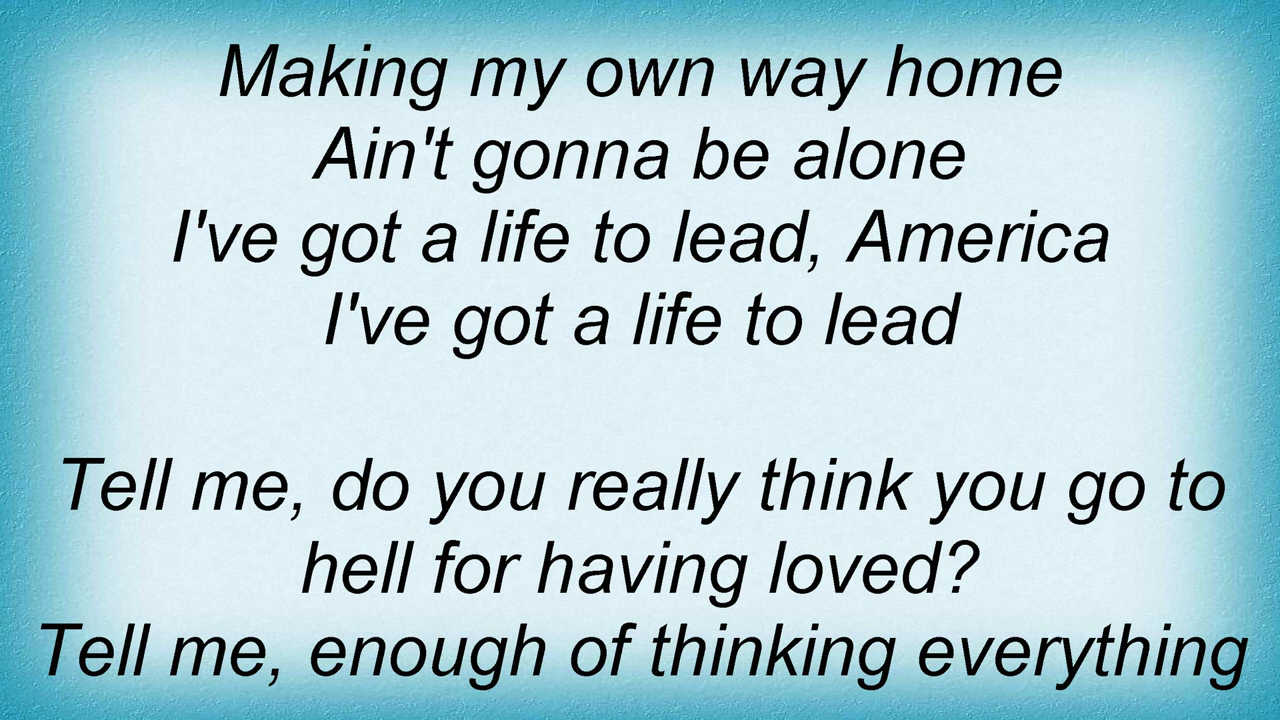 Making my own way home
Ain't gonna be alone
I've got a life to lead, America
I've got a life to lead
Tell me, do you really think you go to
hell for having loved?
Tell me, enough of thinking everything